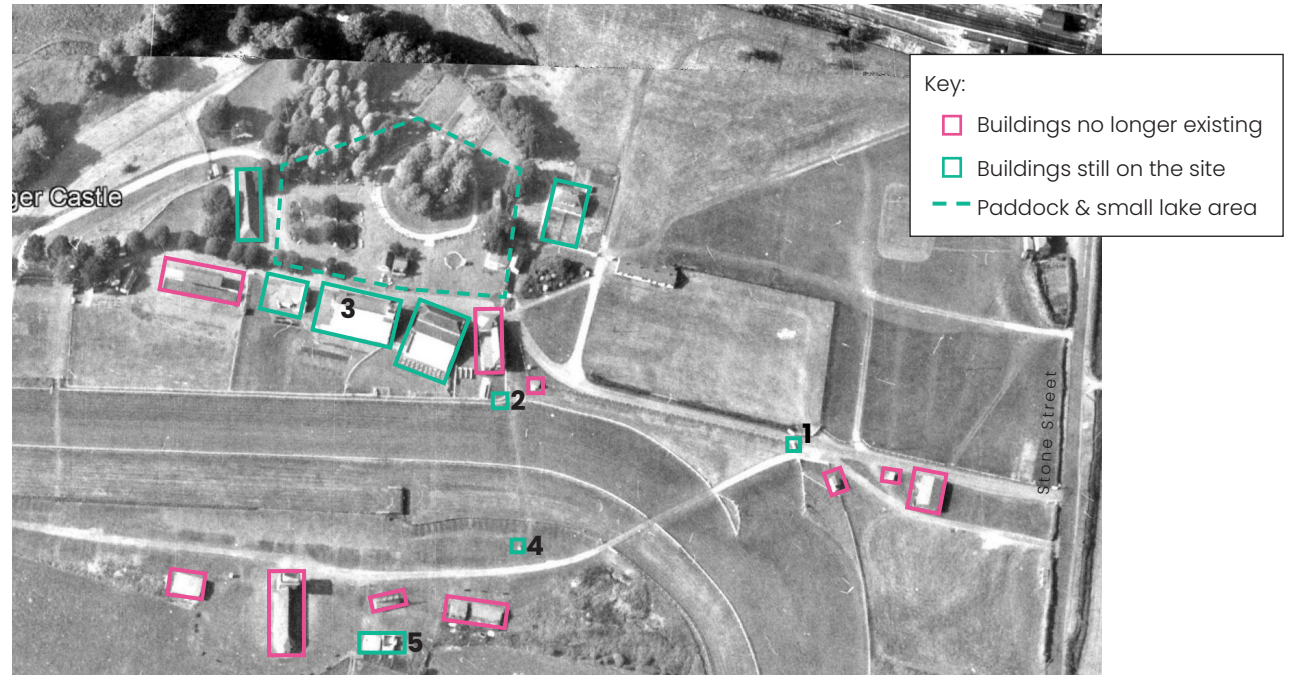 Key:
Buildings no longer existing
Buildings still on the site
Paddock & small lake area
ger Castle
3
2
1
Stone Street
4
5